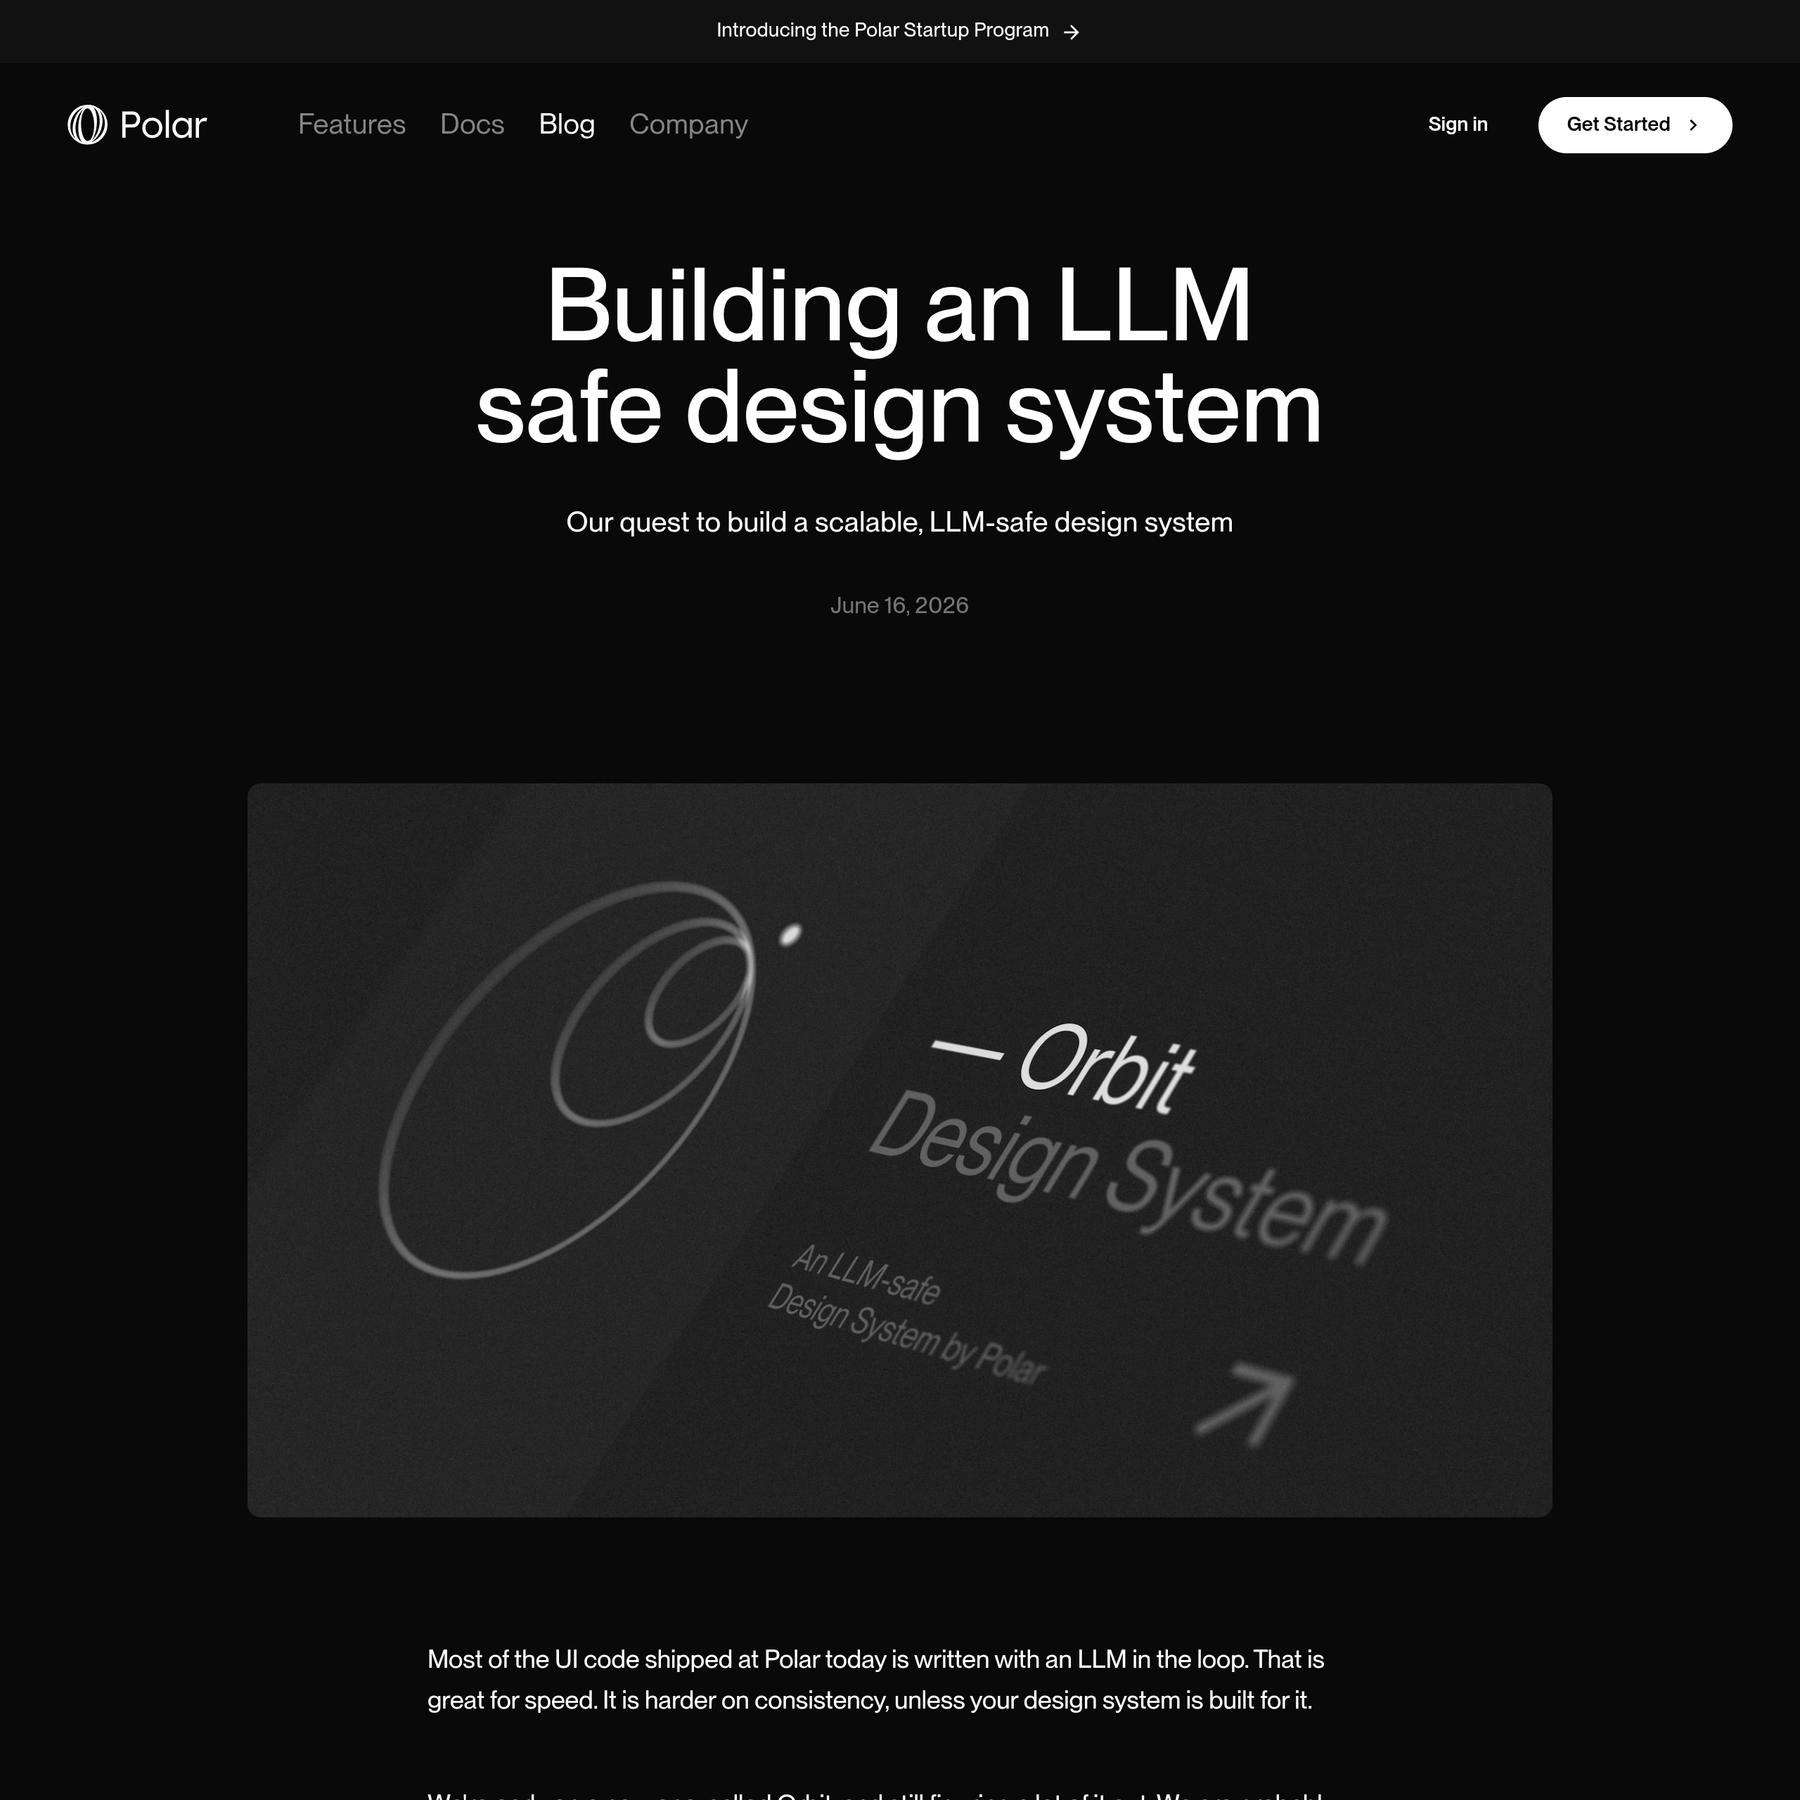 Introducing the Polar Startup Program
Polar
Features
Docs
Blog
Company
Sign in
Get Started
Building an LLM
safe design system
Our quest to build a scalable, LLM-safe design system
June 16, 2026
— Orbit
Design System
An LLM-safe
Design System by Polar
Most of the UI code shipped at Polar today is written with an LLM in the loop. That is
great for speed. It is harder on consistency, unless your design system is built for it.